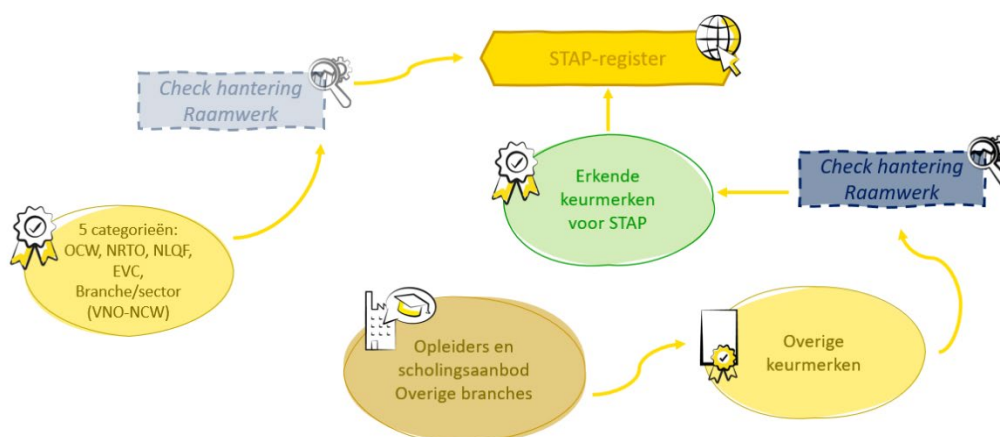 STAP-register
Check hantering
Raamwerk
Erkende
keurmerken
voor STAP
Check hantering
Raamwerk
5 categorieën:
OCW, NRTO, NLQF,
EVC,
Branche/sector
(VNO-NCW)
Opleiders en
scholingsaanbod
Overige branches
Overige
keurmerken